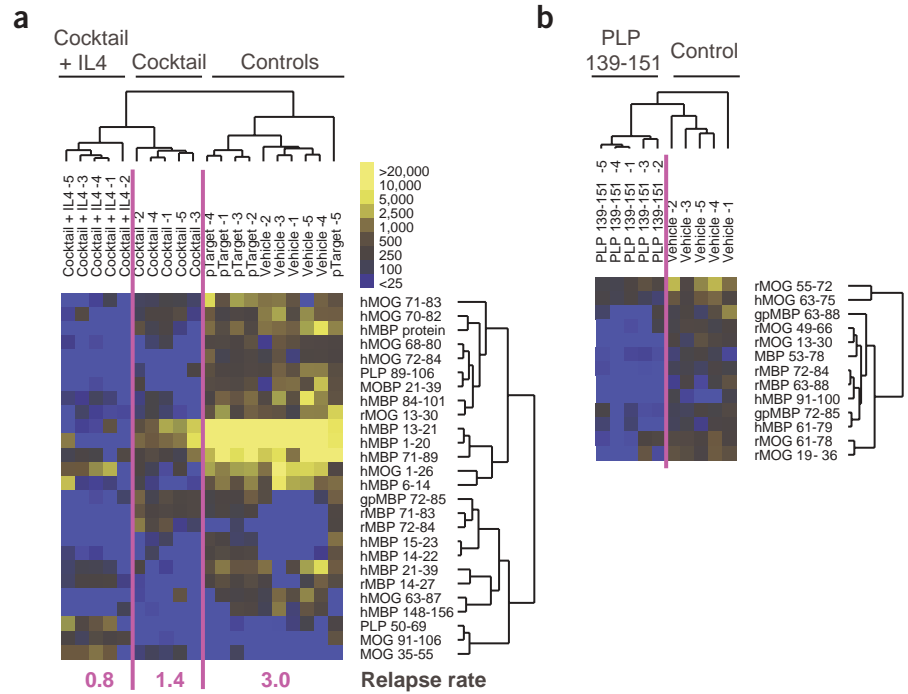 a
Cocktail
+ IL4
Cocktail
Controls
Cocktail + IL4 -5
Cocktail + IL4 -3
Cocktail + IL4 -4
Cocktail + IL4 -1
Cocktail + IL4 -2
Cocktail -2
Cocktail -4
Cocktail -1
Cocktail -5
Cocktail -3
pTarget -4
pTarget -1
pTarget -3
pTarget -2
Vehicle -2
Vehicle -3
Vehicle -1
Vehicle -5
Vehicle -4
pTarget -5
>20,000
10,000
5,000
2,500
1,000
500
250
100
<25
hMOG 71-83
hMOG 70-82
hMBP protein
hMOG 68-80
hMOG 72-84
PLP 89-106
MOBP 21-39
hMBP 84-101
rMOG 13-30
hMBP 13-21
hMBP 1-20
hMBP 71-89
hMOG 1-26
hMBP 6-14
gpMBP 72-85
rMBP 71-83
rMBP 72-84
hMBP 15-23
hMBP 14-22
hMBP 21-39
rMBP 14-27
hMOG 63-87
hMBP 148-156
PLP 50-69
MOG 91-106
MOG 35-55
0.8
1.4
3.0
Relapse rate
b
PLP
139-151
Control
PLP 139-151 -5
PLP 139-151 -4
PLP 139-151 -1
PLP 139-151 -3
PLP 139-151 -2
Vehicle -2
Vehicle -3
Vehicle -5
Vehicle -4
Vehicle -1
rMOG 55-72
hMOG 63-75
gpMBP 63-88
rMOG 49-66
rMOG 13-30
MBP 53-78
rMBP 72-84
rMBP 63-88
hMBP 91-100
gpMBP 72-85
hMBP 61-79
rMOG 61-78
rMOG 19- 36